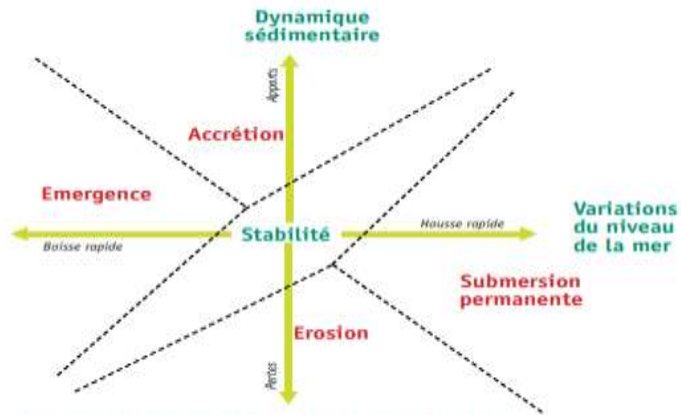 Dynamique
sédimentaire
Apports
Accrétion
Emergence
Stabilité
Hausse rapide
Baisse rapide
Variations
du niveau
de la mer
Submersion
permanente
Erosion
Pertes